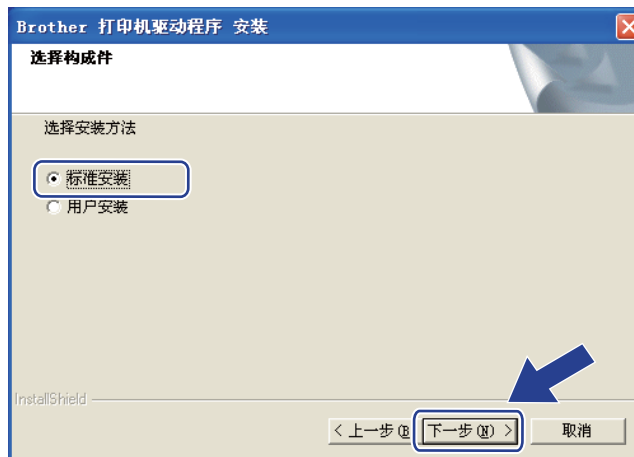 Brother 打印机驱动程序 安装
选择构成件
选择安装方法
标准安装
用户安装
InstallShield
< 上一步(B 下一步(N) > 取消